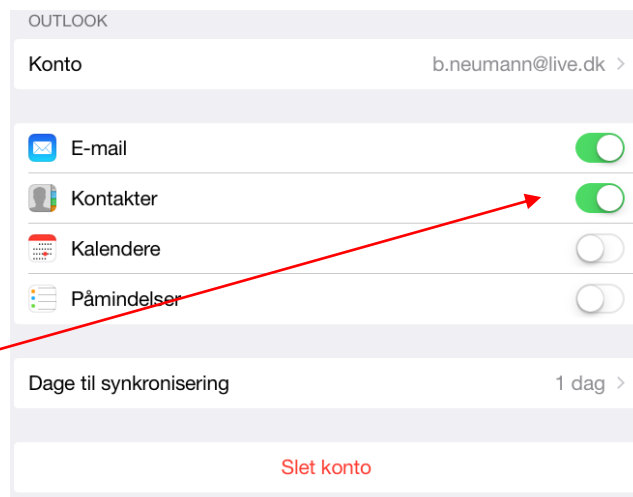 OUTLOOK
Konto b.neumann@live.dk >
E-mail
Kontakter
Kalendere
Påmindelser
Dage til synkronisering 1 dag >
Slet konto